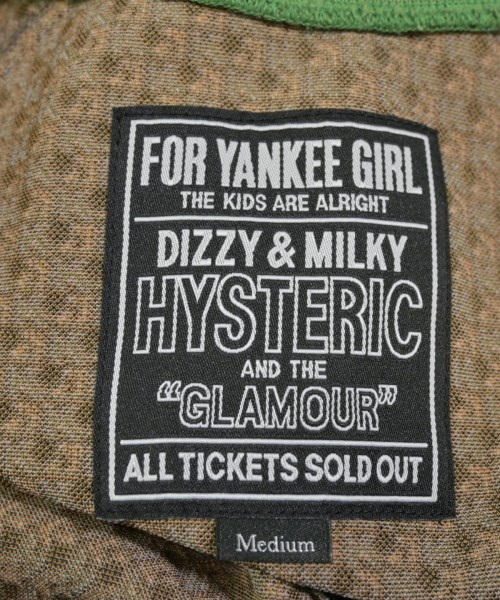 FOR YANKEE GIRL
THE KIDS ARE ALRIGHT
DIZZY & MILKY
HYSTERIC
AND THE
"GLAMOUR"
ALL TICKETS SOLD OUT
Medium